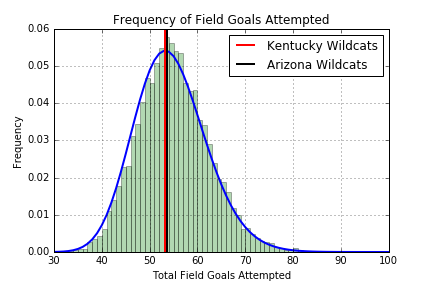 Frequency of Field Goals Attempted
0.06
0.05
0.04
0.03
0.02
0.01
0.00
Frequency
Kentucky Wildcats
Arizona Wildcats
30 40 50 60 70 80 90 100
Total Field Goals Attempted